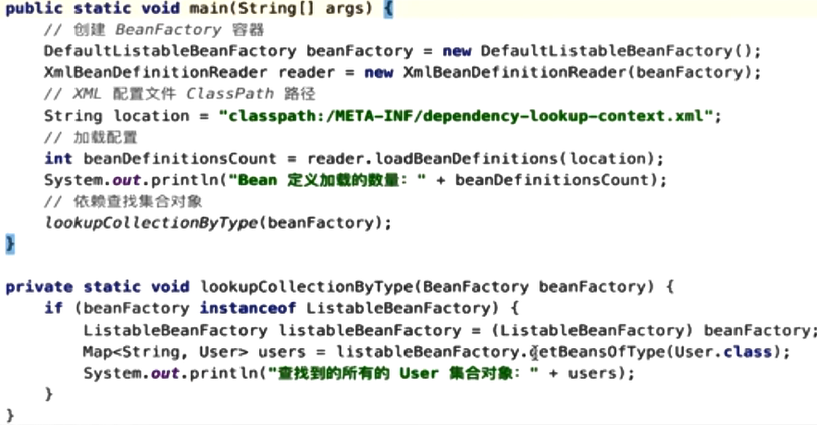 public static void main(String[] args) {
    // 创建 BeanFactory 容器
    DefaultListableBeanFactory beanFactory = new DefaultListableBeanFactory();
    XmlBeanDefinitionReader reader = new XmlBeanDefinitionReader(beanFactory);
    // XML 配置文件 ClassPath 路径
    String location = "classpath:/META-INF/dependency-lookup-context.xml";
    // 加载配置
    int beanDefinitionsCount = reader.loadBeanDefinitions(location);
    System.out.println("Bean 定义加载的数量：" + beanDefinitionsCount);
    // 依赖查找集合对象
    lookupCollectionByType(beanFactory);
}
private static void lookupCollectionByType(BeanFactory beanFactory) {
    if (beanFactory instanceof ListableBeanFactory) {
        ListableBeanFactory listableBeanFactory = (ListableBeanFactory) beanFactory;
        Map<String, User> users = listableBeanFactory.getBeansOfType(User.class);
        System.out.println("查找到的所有的 User 集合对象：" + users);
    }
}